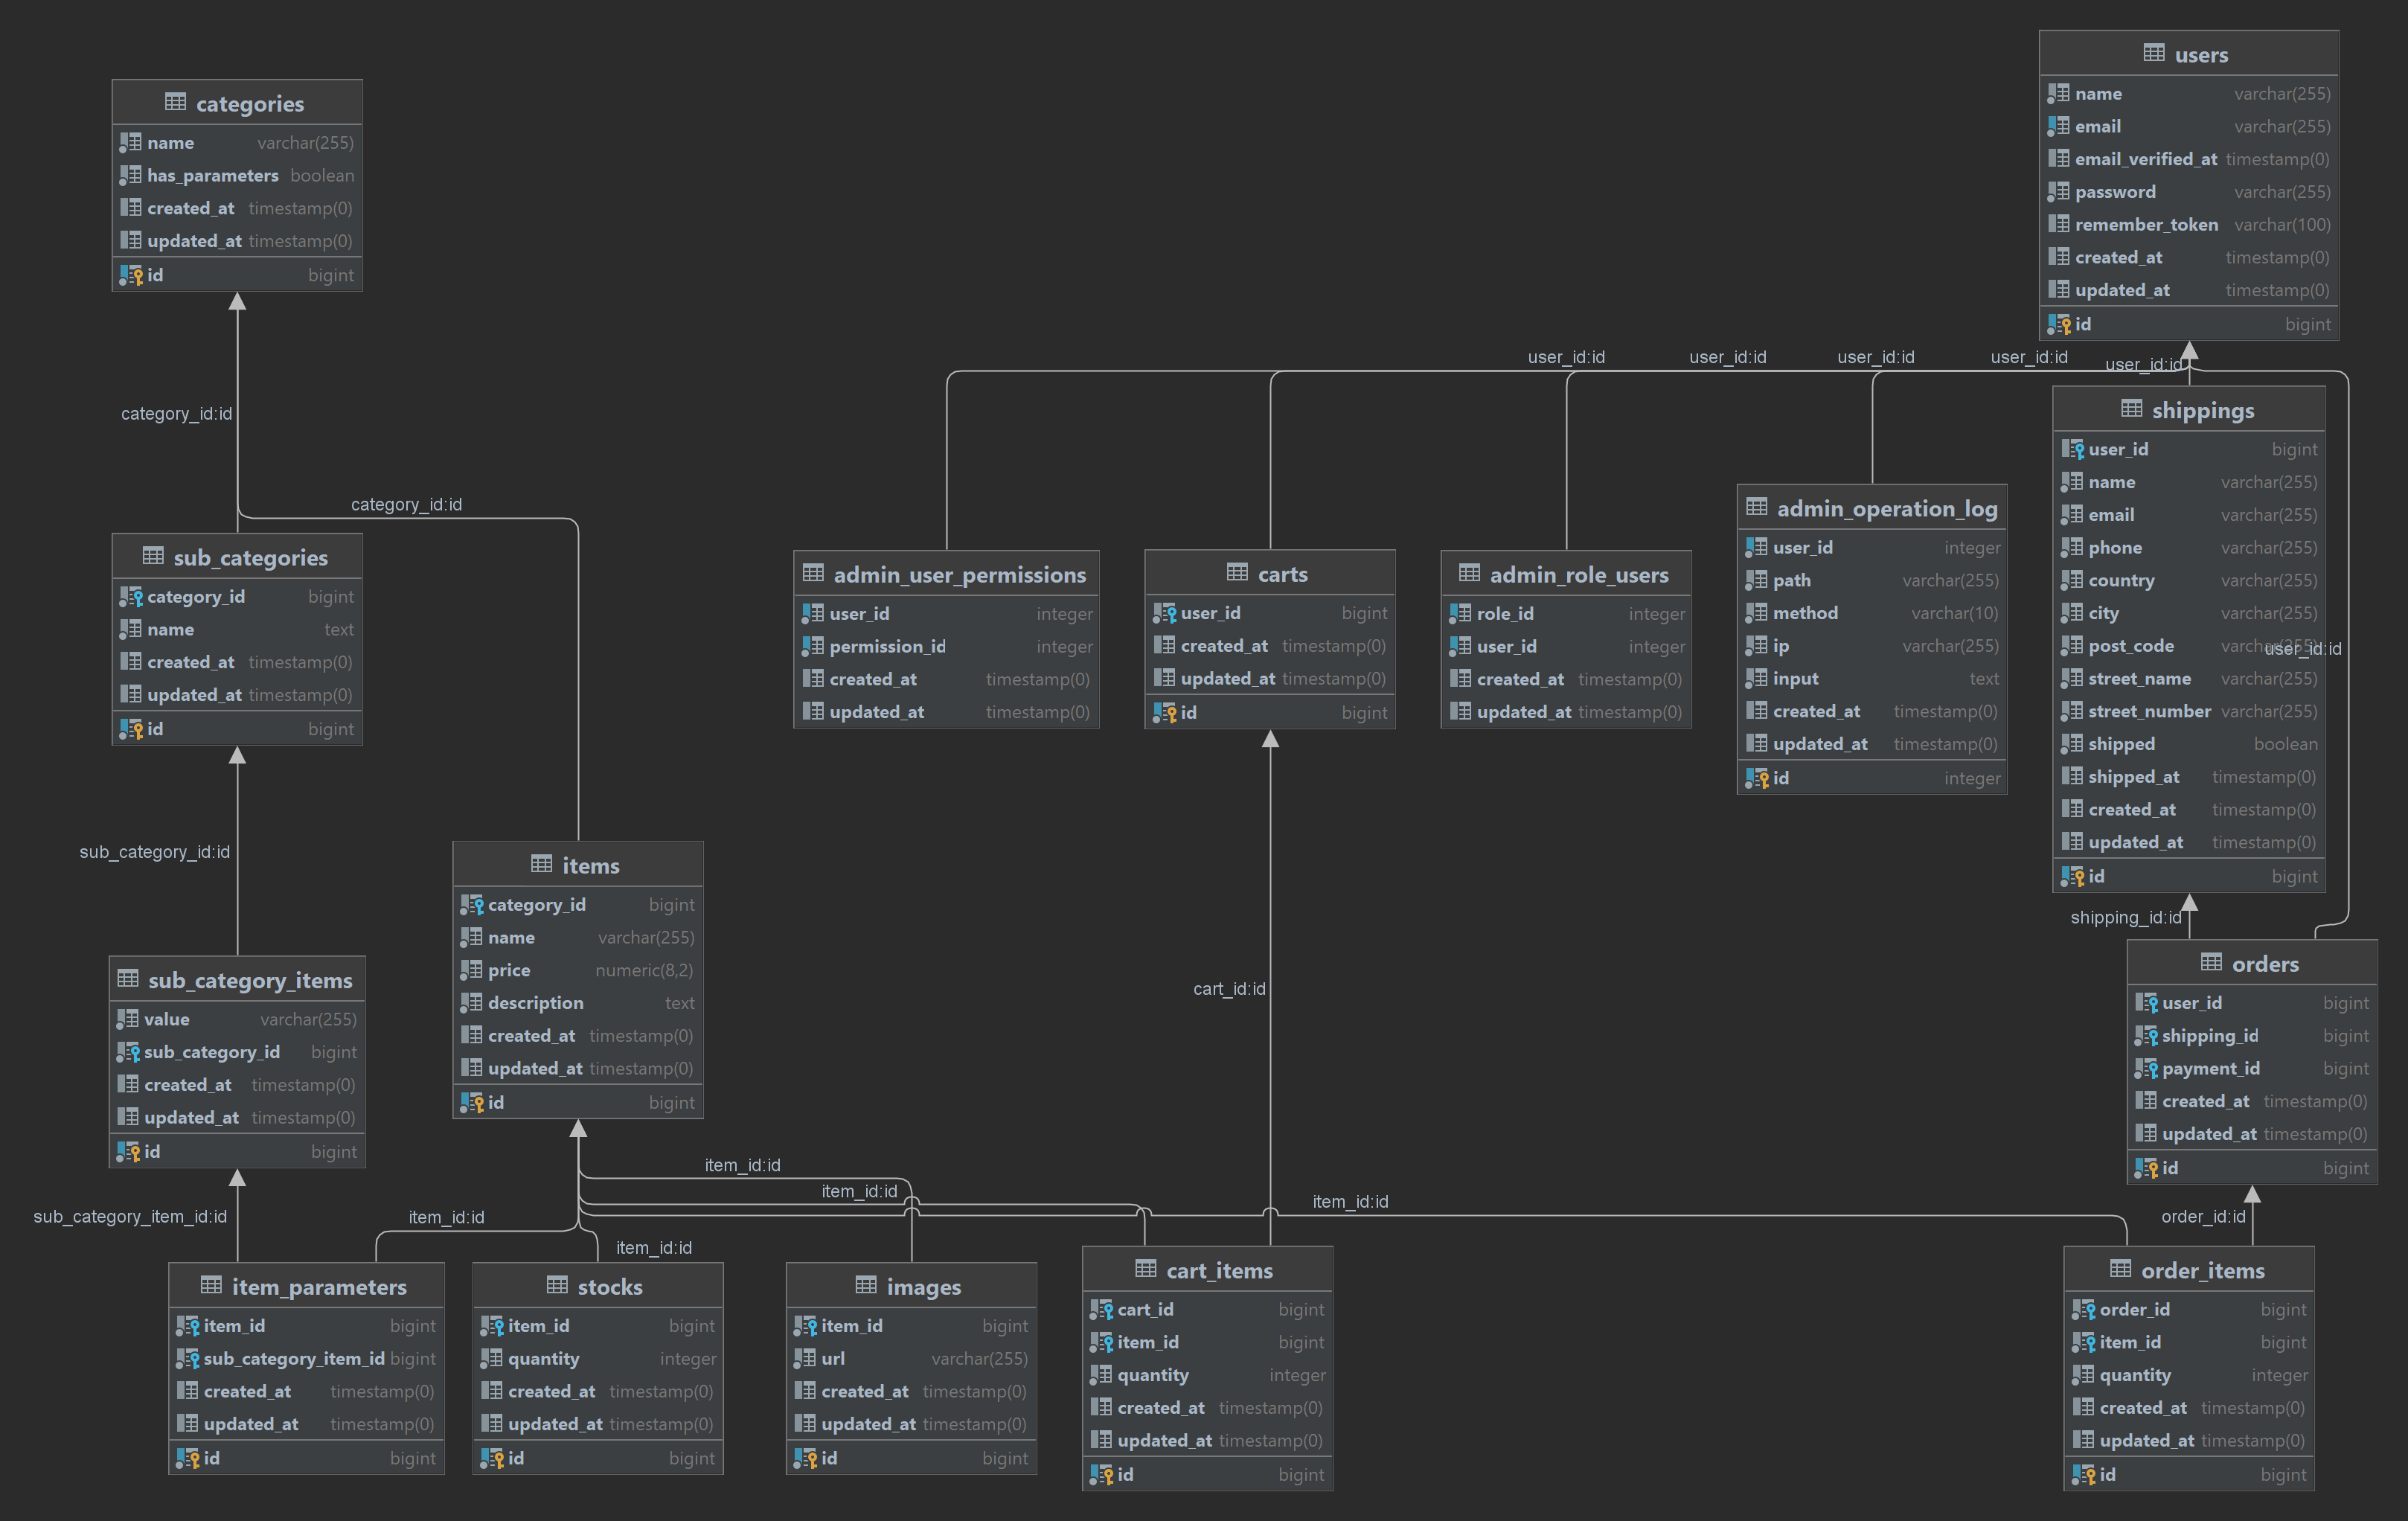 users
name varchar(255)
email varchar(255)
email_verified_at timestamp(0)
password varchar(255)
remember_token varchar(100)
created_at timestamp(0)
updated_at timestamp(0)
id bigint
categories
name varchar(255)
has_parameters boolean
created_at timestamp(0)
updated_at timestamp(0)
id bigint
user_id:id
user_id:id
user_id:id
user_id:id
user_id:id
category_id:id
category_id:id
shippings
user_id bigint
name varchar(255)
email varchar(255)
phone varchar(255)
country varchar(255)
city varchar(255)
post_code varchar(255)
street_name varchar(255)
street_number varchar(255)
shipped boolean
shipped_at timestamp(0)
created_at timestamp(0)
updated_at timestamp(0)
id bigint
user_id:id
admin_operation_log
user_id integer
path varchar(255)
method varchar(10)
ip varchar(255)
input text
created_at timestamp(0)
updated_at timestamp(0)
id integer
sub_categories
category_id bigint
name text
created_at timestamp(0)
updated_at timestamp(0)
id bigint
admin_user_permissions
user_id integer
permission_id integer
created_at timestamp(0)
updated_at timestamp(0)
carts
user_id bigint
created_at timestamp(0)
updated_at timestamp(0)
id bigint
admin_role_users
role_id integer
user_id integer
created_at timestamp(0)
updated_at timestamp(0)
sub_category_id:id
items
category_id bigint
name varchar(255)
price numeric(8,2)
description text
created_at timestamp(0)
updated_at timestamp(0)
id bigint
shipping_id:id
cart_id:id
sub_category_items
value varchar(255)
sub_category_id bigint
created_at timestamp(0)
updated_at timestamp(0)
id bigint
orders
user_id bigint
shipping_id bigint
payment_id bigint
created_at timestamp(0)
updated_at timestamp(0)
id bigint
item_id:id
item_id:id
item_id:id
sub_category_item_id:id
item_id:id
order_id:id
item_id:id
item_parameters
item_id bigint
sub_category_item_id bigint
created_at timestamp(0)
updated_at timestamp(0)
id bigint
stocks
item_id bigint
quantity integer
created_at timestamp(0)
updated_at timestamp(0)
id bigint
images
item_id bigint
url varchar(255)
created_at timestamp(0)
updated_at timestamp(0)
id bigint
cart_items
cart_id bigint
item_id bigint
quantity integer
created_at timestamp(0)
updated_at timestamp(0)
id bigint
order_items
order_id bigint
item_id bigint
quantity integer
created_at timestamp(0)
updated_at timestamp(0)
id bigint